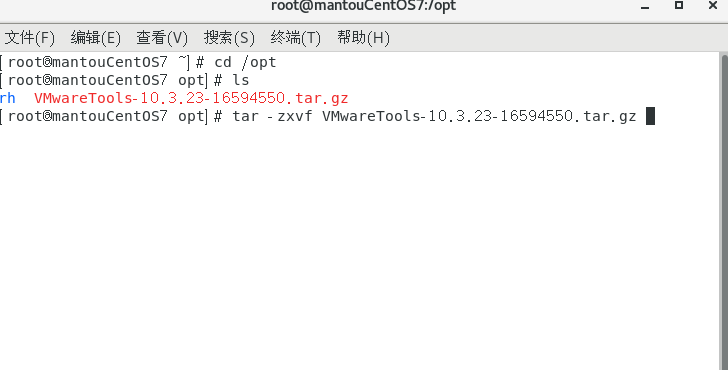 root@mantouCentOS7:/opt
文件(F) 编辑(E) 查看(V) 搜索(S) 终端(T) 帮助(H)
[root@mantouCentOS7 ~]# cd /opt
[root@mantouCentOS7 opt]# ls
rh VMwareTools-10.3.23-16594550.tar.gz
[root@mantouCentOS7 opt]# tar -zxvf VMwareTools-10.3.23-16594550.tar.gz